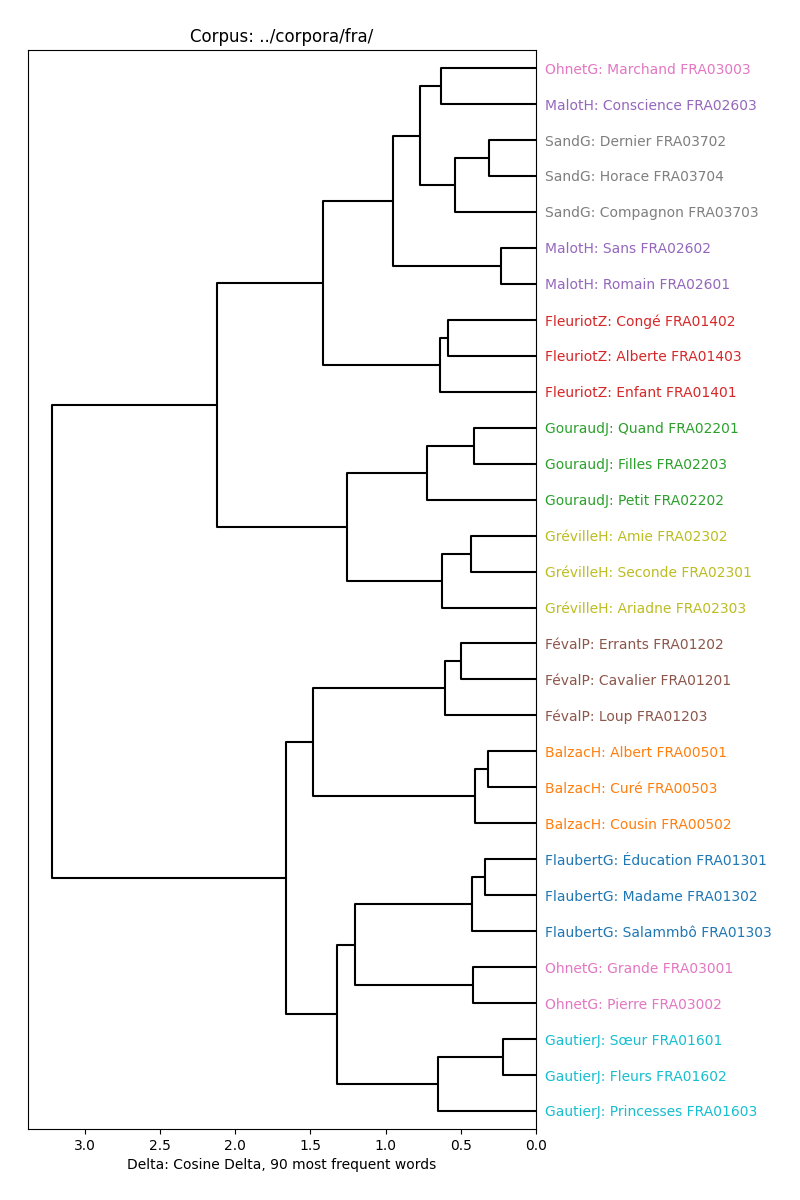 Corpus: ../corpora/fra/
OhnetG: Marchand FRA03003
MalotH: Conscience FRA02603
SandG: Dernier FRA03702
SandG: Horace FRA03704
SandG: Compagnon FRA03703
MalotH: Sans FRA02602
MalotH: Romain FRA02601
FleuriotZ: Congé FRA01402
FleuriotZ: Alberte FRA01403
FleuriotZ: Enfant FRA01401
GouraudJ: Quand FRA02201
GouraudJ: Filles FRA02203
GouraudJ: Petit FRA02202
GrévilleH: Amie FRA02302
GrévilleH: Seconde FRA02301
GrévilleH: Ariadne FRA02303
FévalP: Errants FRA01202
FévalP: Cavalier FRA01201
FévalP: Loup FRA01203
BalzacH: Albert FRA00501
BalzacH: Curé FRA00503
BalzacH: Cousin FRA00502
FlaubertG: Éducation FRA01301
FlaubertG: Madame FRA01302
FlaubertG: Salammbô FRA01303
OhnetG: Grande FRA03001
OhnetG: Pierre FRA03002
GautierJ: Sœur FRA01601
GautierJ: Fleurs FRA01602
GautierJ: Princesses FRA01603
3.0 2.5 2.0 1.5 1.0 0.5 0.0
Delta: Cosine Delta, 90 most frequent words